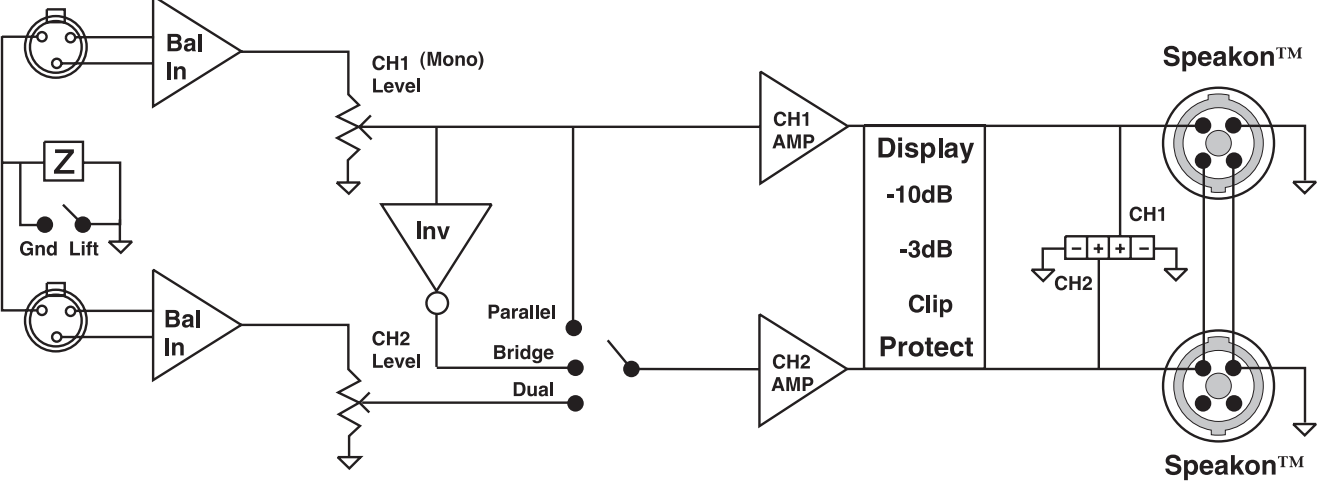 Speakon™
Bal
In
CH1 (Mono)
Level
CH1
AMP
Display
-10dB
-3dB
Clip
Protect
Z
Gnd Lift
Inv
CH1
− + + −
CH2
Bal
In
CH2
Level
Parallel
Bridge
Dual
CH2
AMP
Speakon™